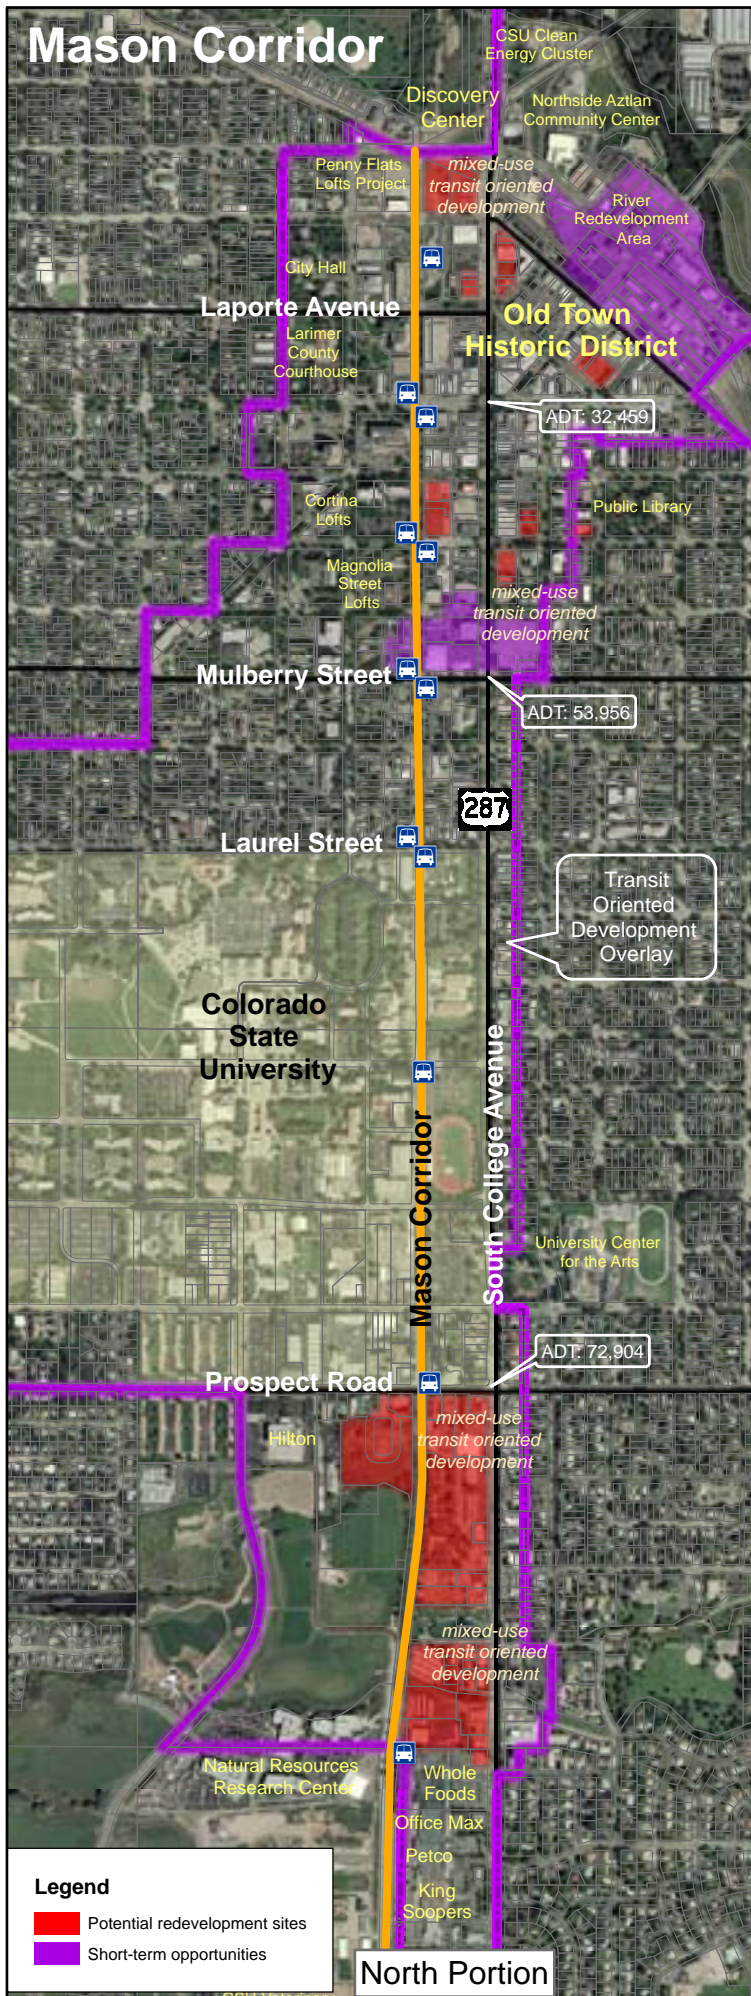 Mason Corridor
CSU Clean
Energy Cluster
Discovery
Center
Northside Aztlan
Community Center
Penny Flats
Lofts Project
mixed-use
transit oriented
development
River
Redevelopment
Area
City Hall
Laporte Avenue
Old Town
Historic District
Larimer
County
Courthouse
ADT: 32,459
Cortina
Lofts
Public Library
Magnolia
Street
Lofts
mixed-use
transit oriented
development
Mulberry Street
ADT: 53,956
287
Laurel Street
Transit
Oriented
Development
Overlay
Colorado
State
University
South College Avenue
Mason Corridor
University Center
for the Arts
ADT: 72,904
Prospect Road
mixed-use
transit oriented
development
Hilton
mixed-use
transit oriented
development
Natural Resources
Research Center
Whole
Foods
Office Max
Petco
King
Soopers
Legend
Potential redevelopment sites
Short-term opportunities
North Portion